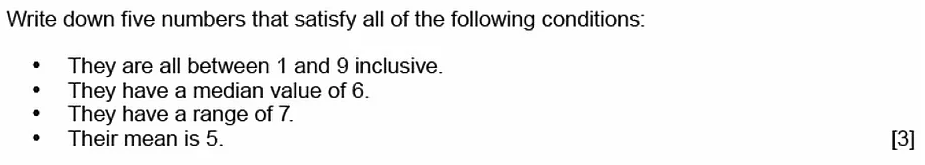 Write down five numbers that satisfy all of the following conditions:
• They are all between 1 and 9 inclusive.
• They have a median value of 6.
• They have a range of 7.
• Their mean is 5. [3]